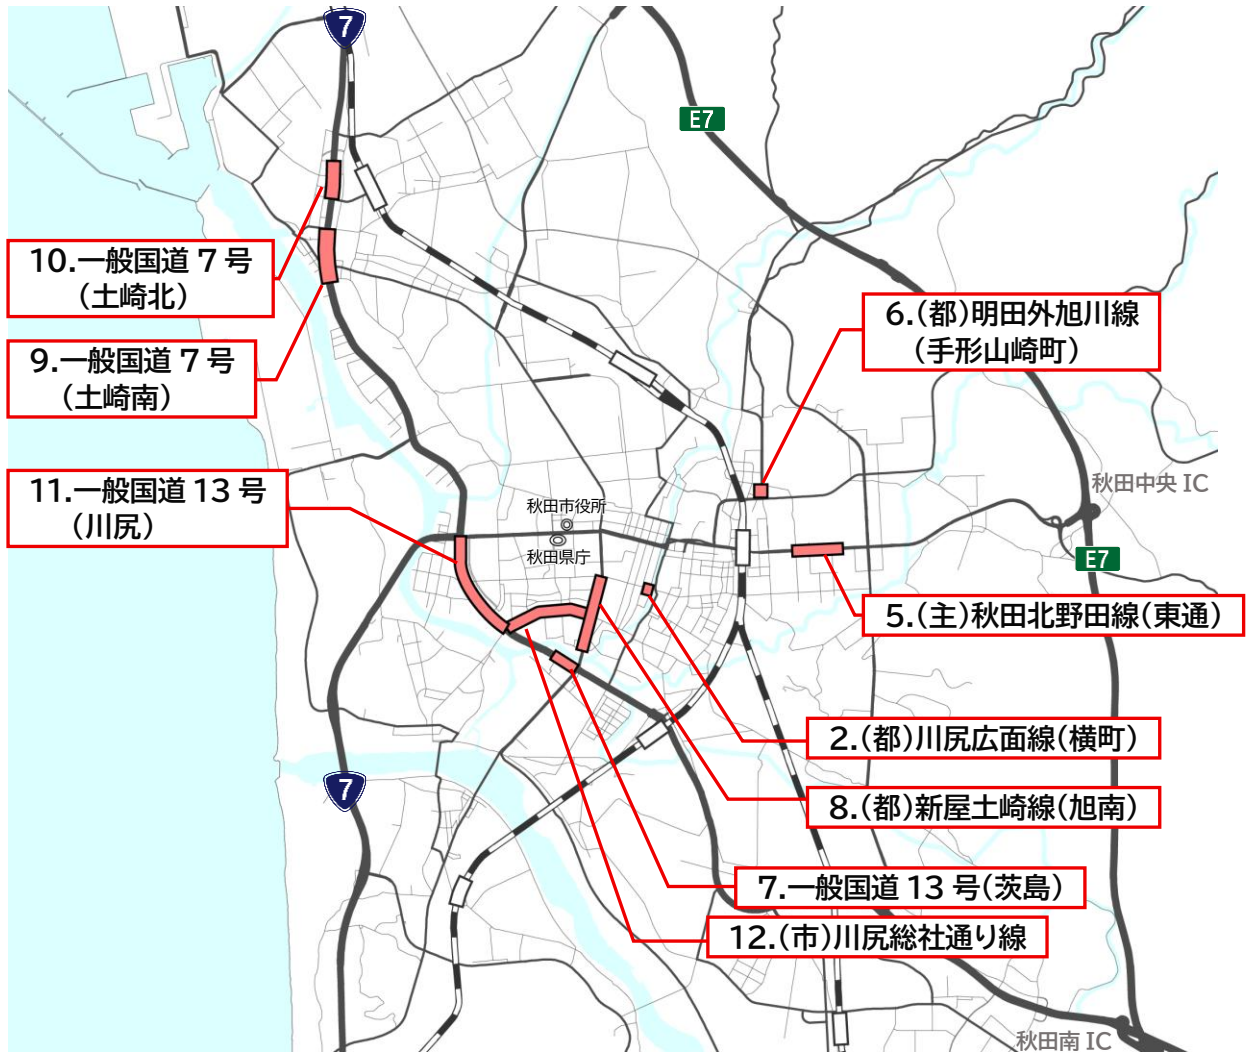 7
E7
10.一般国道 7 号
(土崎北)
9.一般国道 7 号
(土崎南)
6.(都)明田外旭川線
(手形山崎町)
11.一般国道 13 号
(川尻)
秋田市役所
秋田県庁
秋田中央 IC
E7
5.(主)秋田北野田線(東通)
2.(都)川尻広面線(横町)
7
8.(都)新屋土崎線(旭南)
7.一般国道 13 号(茨島)
12.(市)川尻総社通り線
秋田南 IC